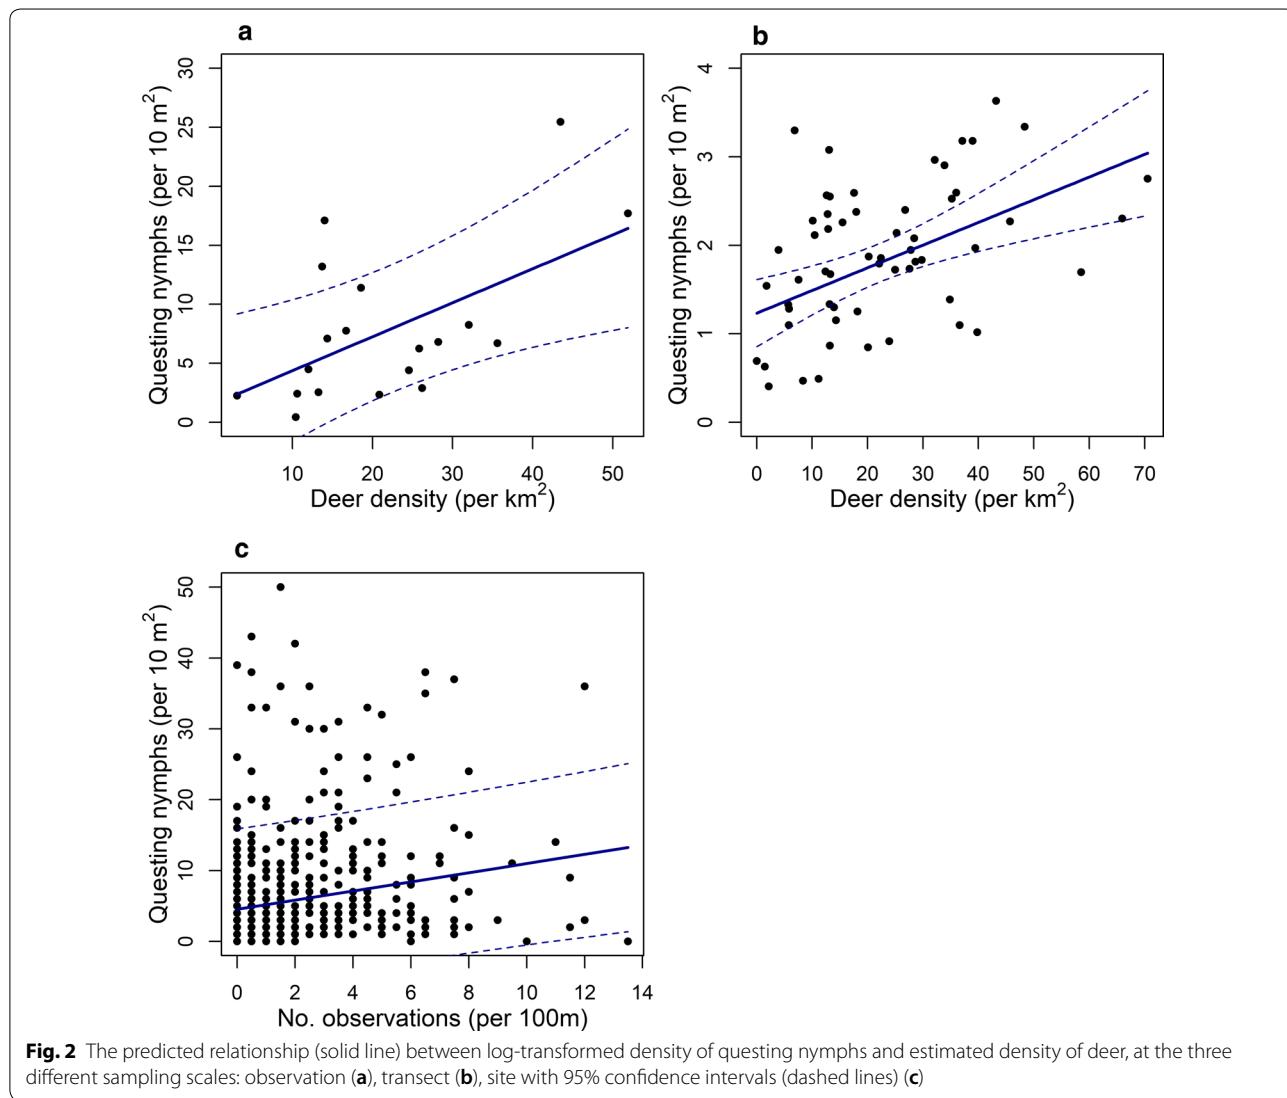 a
Questing nymphs (per 10 m²)
30
25
20
15
10
5
0
10 20 30 40 50
Deer density (per km²)
b
Questing nymphs (per 10 m²)
4
3
2
1
0
0 10 20 30 40 50 60 70
Deer density (per km²)
c
Questing nymphs (per 10 m²)
50
40
30
20
10
0
0 2 4 6 8 10 12 14
No. observations (per 100m)
Fig. 2 The predicted relationship (solid line) between log-transformed density of questing nymphs and estimated density of deer, at the three
different sampling scales: observation (a), transect (b), site with 95% confidence intervals (dashed lines) (c)